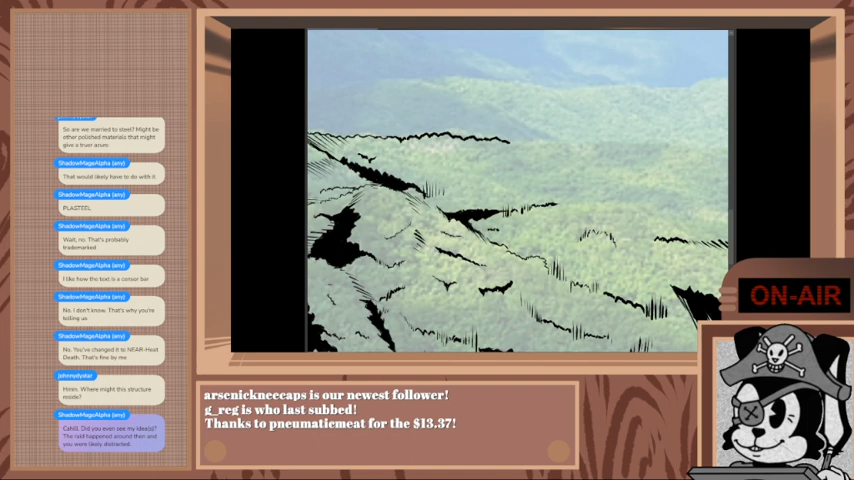 So are we married to steel? Might be
other polished materials that might
give a truer azure
ShadowMageAlpha (any)
That would likely have to do with it
ShadowMageAlpha (any)
PLASTEEL
ShadowMageAlpha (any)
Wait, no. That's probably
trademarked
ShadowMageAlpha (any)
I like how the text is a censor bar
ShadowMageAlpha (any)
No. I don't know. That's why you're
telling us
ShadowMageAlpha (any)
No. You've changed it to NEAR-Heat
Death. That's fine by me
johnnydystar
Hmm. Where might this structure
reside?
ShadowMageAlpha (any)
Cahill. Did you even see my idea(s)?
The raid happened around then and
you were likely distracted.
ON-AIR
arsenickneecaps is our newest follower!
g_reg is who last subbed!
Thanks to pneumaticmeat for the $13.37!